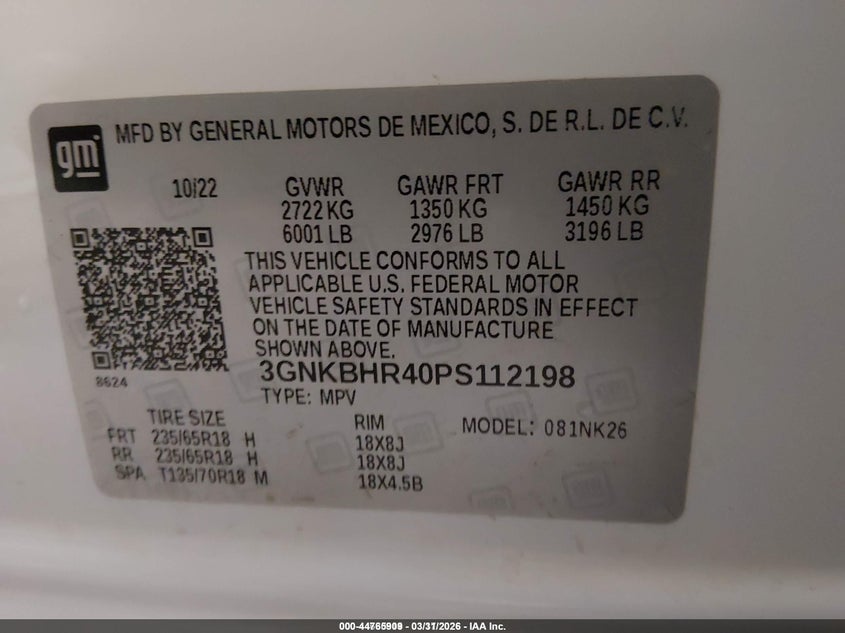 gm
MFD BY GENERAL MOTORS DE MEXICO, S. DE R.L. DE C.V.
10/22 GVWR GAWR FRT GAWR RR
2722 KG 1350 KG 1450 KG
6001 LB 2976 LB 3196 LB
THIS VEHICLE CONFORMS TO ALL
APPLICABLE U.S. FEDERAL MOTOR
VEHICLE SAFETY STANDARDS IN EFFECT
ON THE DATE OF MANUFACTURE
SHOWN ABOVE.
8624
3GNKBHR40PS112198
TYPE: MPV
TIRE SIZE RIM MODEL: 081NK26
FRT 235/65R18 H 18X8J
RR 235/65R18 H 18X8J
SPA T135/70R18 M 18X4.5B
03/31/2026 - IAA Inc.